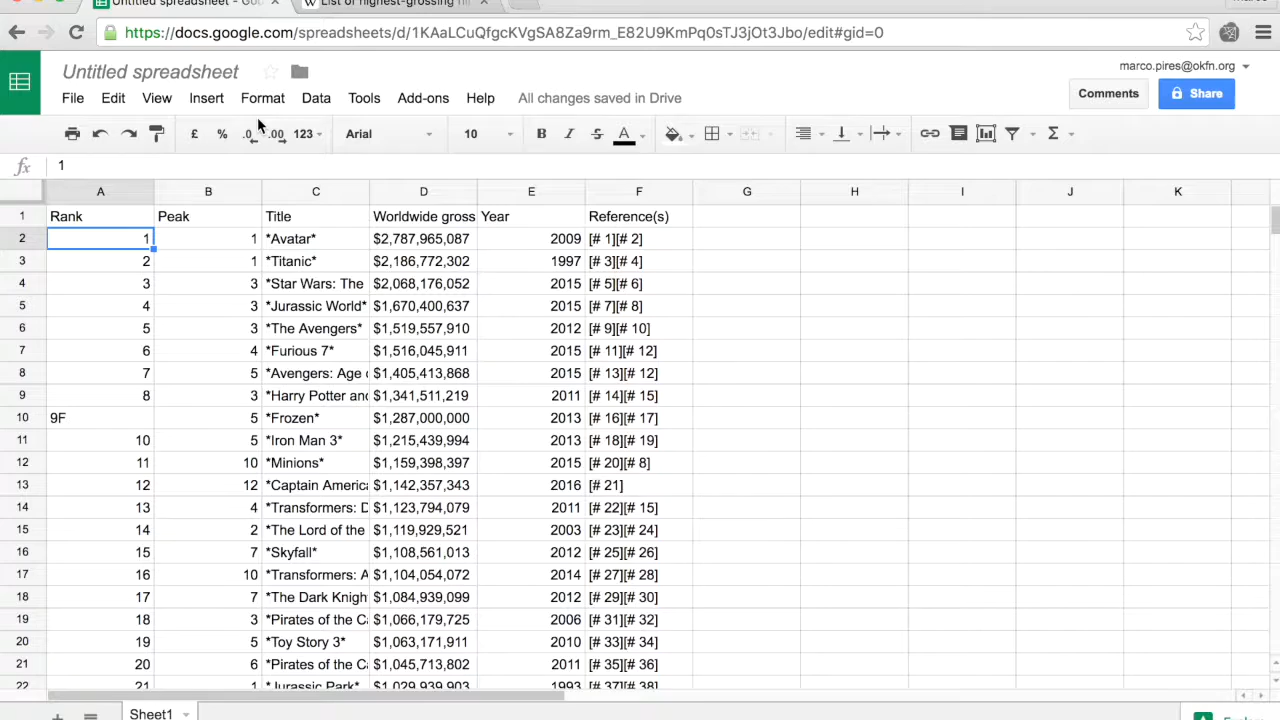 Untitled spreadsheet - Goo
List of highest-grossing fil
https://docs.google.com/spreadsheets/d/1KAaLCuQfgcKVgSA8Za9rm_E82U9KmPq0sTJ3jOt3Jbo/edit#gid=0
Untitled spreadsheet
marco.pires@okfn.org
File Edit View Insert Format Data Tools Add-ons Help All changes saved in Drive
Comments Share
£ % .0 .00 123 Arial 10 B I S A Σ
fx 1
A B C D E F G H I J K
1 Rank Peak Title Worldwide gross Year Reference(s)
2 1 1 *Avatar* $2,787,965,087 2009 [# 1][# 2]
3 2 1 *Titanic* $2,186,772,302 1997 [# 3][# 4]
4 3 3 *Star Wars: The $2,068,176,052 2015 [# 5][# 6]
5 4 3 *Jurassic World* $1,670,400,637 2015 [# 7][# 8]
6 5 3 *The Avengers* $1,519,557,910 2012 [# 9][# 10]
7 6 4 *Furious 7* $1,516,045,911 2015 [# 11][# 12]
8 7 5 *Avengers: Age o $1,405,413,868 2015 [# 13][# 12]
9 8 3 *Harry Potter and $1,341,511,219 2011 [# 14][# 15]
10 9F 5 *Frozen* $1,287,000,000 2013 [# 16][# 17]
11 10 5 *Iron Man 3* $1,215,439,994 2013 [# 18][# 19]
12 11 10 *Minions* $1,159,398,397 2015 [# 20][# 8]
13 12 12 *Captain America $1,142,357,343 2016 [# 21]
14 13 4 *Transformers: D $1,123,794,079 2011 [# 22][# 15]
15 14 2 *The Lord of the $1,119,929,521 2003 [# 23][# 24]
16 15 7 *Skyfall* $1,108,561,013 2012 [# 25][# 26]
17 16 10 *Transformers: A $1,104,054,072 2014 [# 27][# 28]
18 17 7 *The Dark Knigh $1,084,939,099 2012 [# 29][# 30]
19 18 3 *Pirates of the C $1,066,179,725 2006 [# 31][# 32]
20 19 5 *Toy Story 3* $1,063,171,911 2010 [# 33][# 34]
21 20 6 *Pirates of the C $1,045,713,802 2011 [# 35][# 36]
22 21 1 *Jurassic Park* $1,029,939,903 1993 [# 37][# 38]
Sheet1